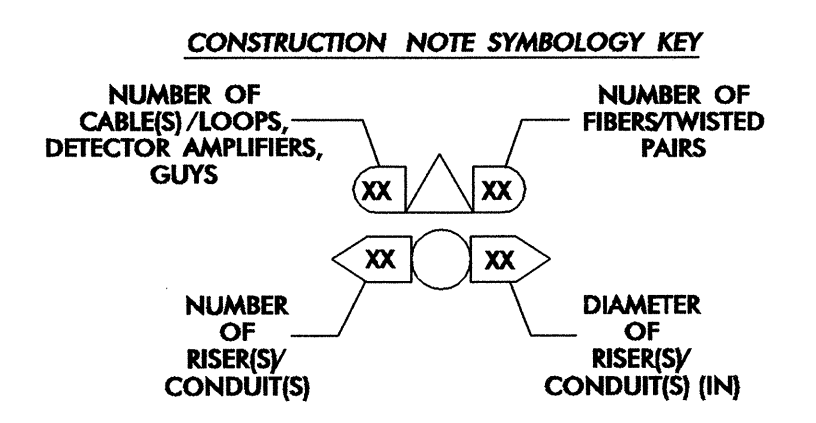 CONSTRUCTION NOTE SYMBOLOGY KEY
NUMBER OF
CABLE(S)/LOOPS,
DETECTOR AMPLIFIERS,
GUYS
NUMBER OF
FIBERS/TWISTED
PAIRS
XX
XX
XX
XX
NUMBER
OF
RISER(S)/
CONDUIT(S)
DIAMETER
OF
RISER(S)/
CONDUIT(S) (IN)